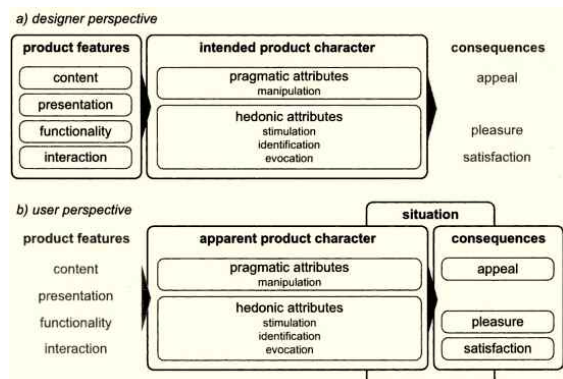 a) designer perspective
product features
intended product character
consequences
content
presentation
functionality
interaction
pragmatic attributes
manipulation
hedonic attributes
stimulation
identification
evocation
appeal
pleasure
satisfaction
b) user perspective
situation
product features
apparent product character
consequences
content
presentation
functionality
interaction
pragmatic attributes
manipulation
hedonic attributes
stimulation
identification
evocation
appeal
pleasure
satisfaction